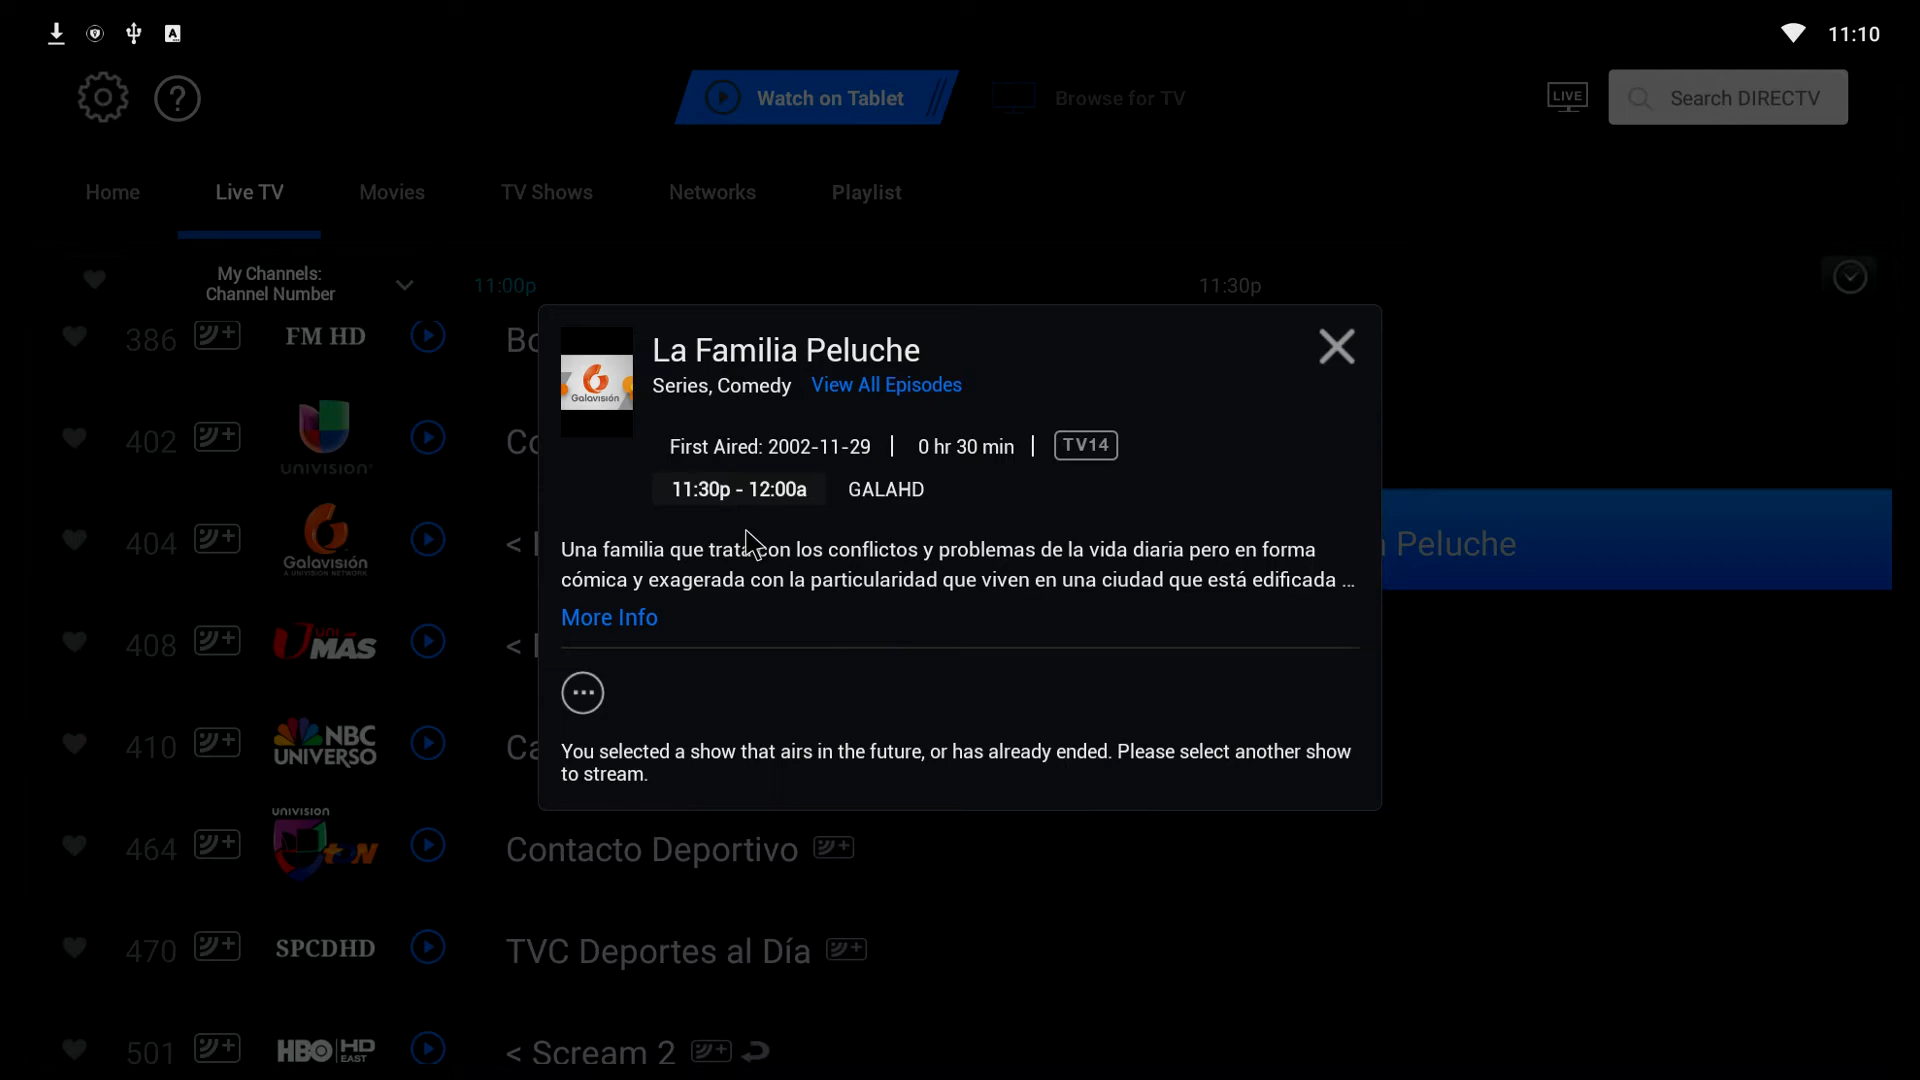 11:10
Watch on Tablet
Browse for TV
LIVE
Search DIRECTV
Home
Live TV
Movies
TV Shows
Networks
Playlist
My Channels:
Channel Number
11:00p
11:30p
386
FM HD
La Familia Peluche
Series, Comedy
View All Episodes
Galavisión
First Aired: 2002-11-29 | 0 hr 30 min | TV14
11:30p - 12:00a
GALAHD
Una familia que trata con los conflictos y problemas de la vida diaria pero en forma
cómica y exagerada con la particularidad que viven en una ciudad que está edificada ...
More Info
You selected a show that airs in the future, or has already ended. Please select another show
to stream.
402
UNIVISION
404
Galavisión
A UNIVISION NETWORK
<
Peluche
408
UNI
MÁS
<
410
NBC
UNIVERSO
464
UNIVISION
tdn
Contacto Deportivo
470
SPCDHD
TVC Deportes al Día
501
HBO HD
EAST
< Scream 2